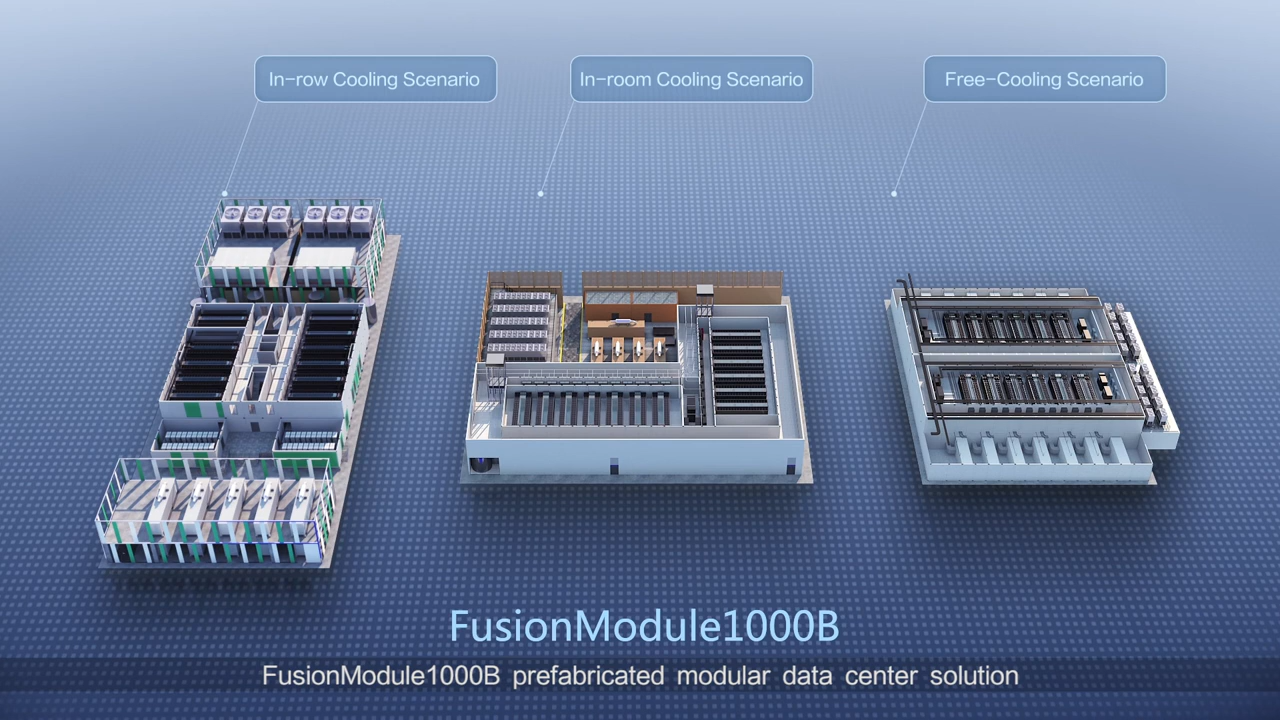 In-row Cooling Scenario
In-room Cooling Scenario
Free-Cooling Scenario
FusionModule1000B
FusionModule1000B prefabricated modular data center solution